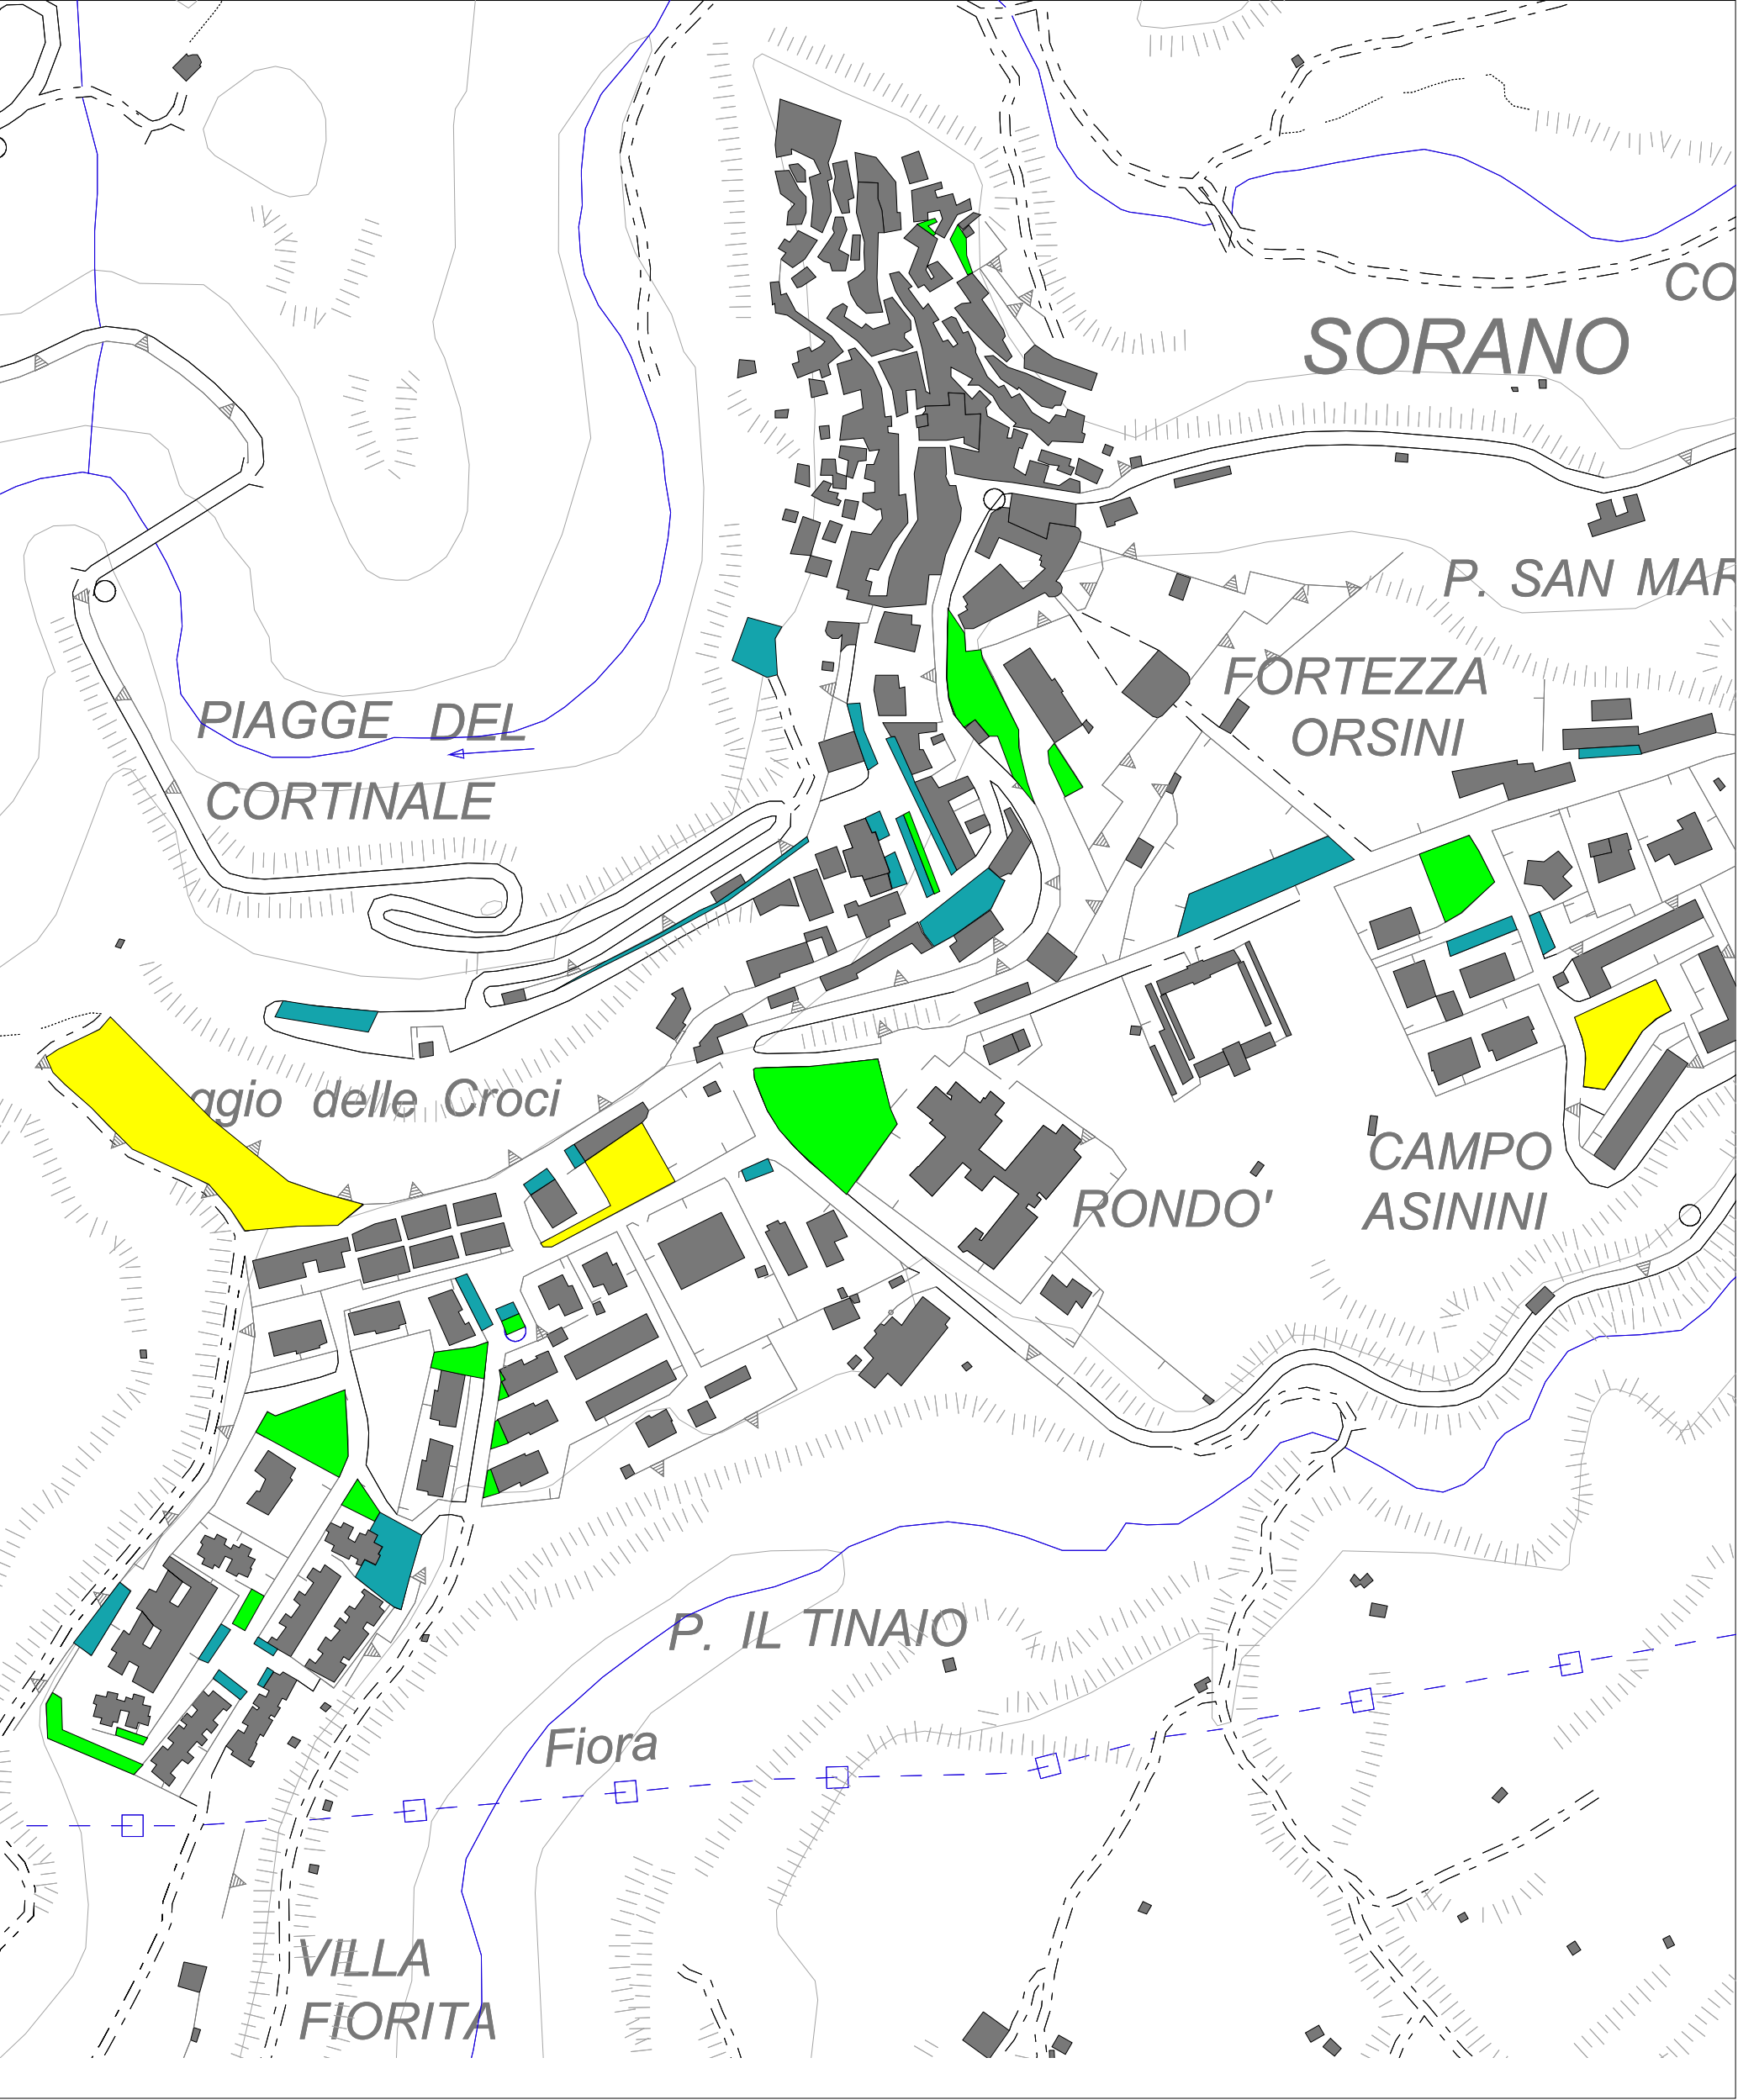 CO
SORANO
P. SAN MAR
FORTEZZA
ORSINI
PIAGGE DEL
CORTINALE
ggio delle Croci
CAMPO
ASININI
RONDO'
P. IL TINAIO
Fiora
VILLA
FIORITA